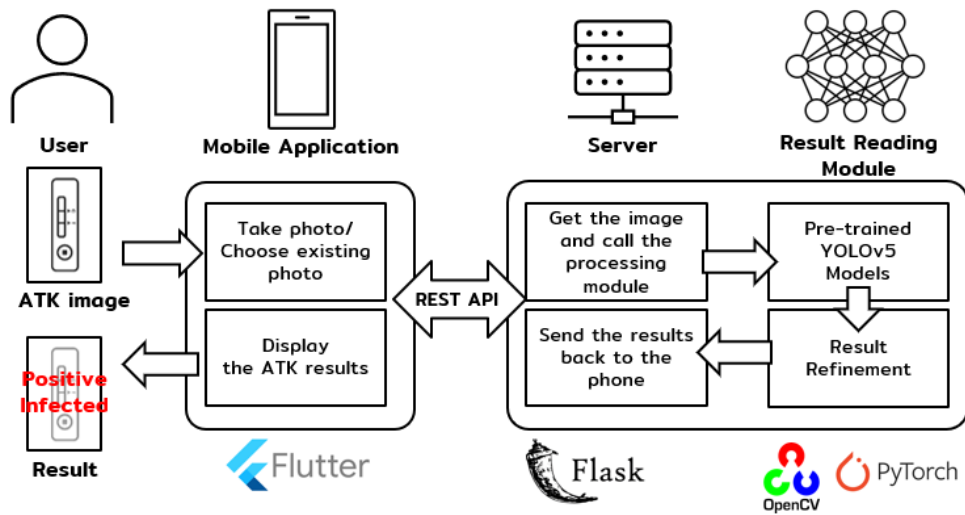 User
Mobile Application
Server
Result Reading
Module
ATK image
Take photo/
Choose existing
photo
REST API
Get the image
and call the
processing
module
Pre-trained
YOLOv5
Models
Positive
Infected
Result
Display
the ATK results
Send the results
back to the
phone
Result
Refinement
Flutter
Flask
OpenCV
PyTorch